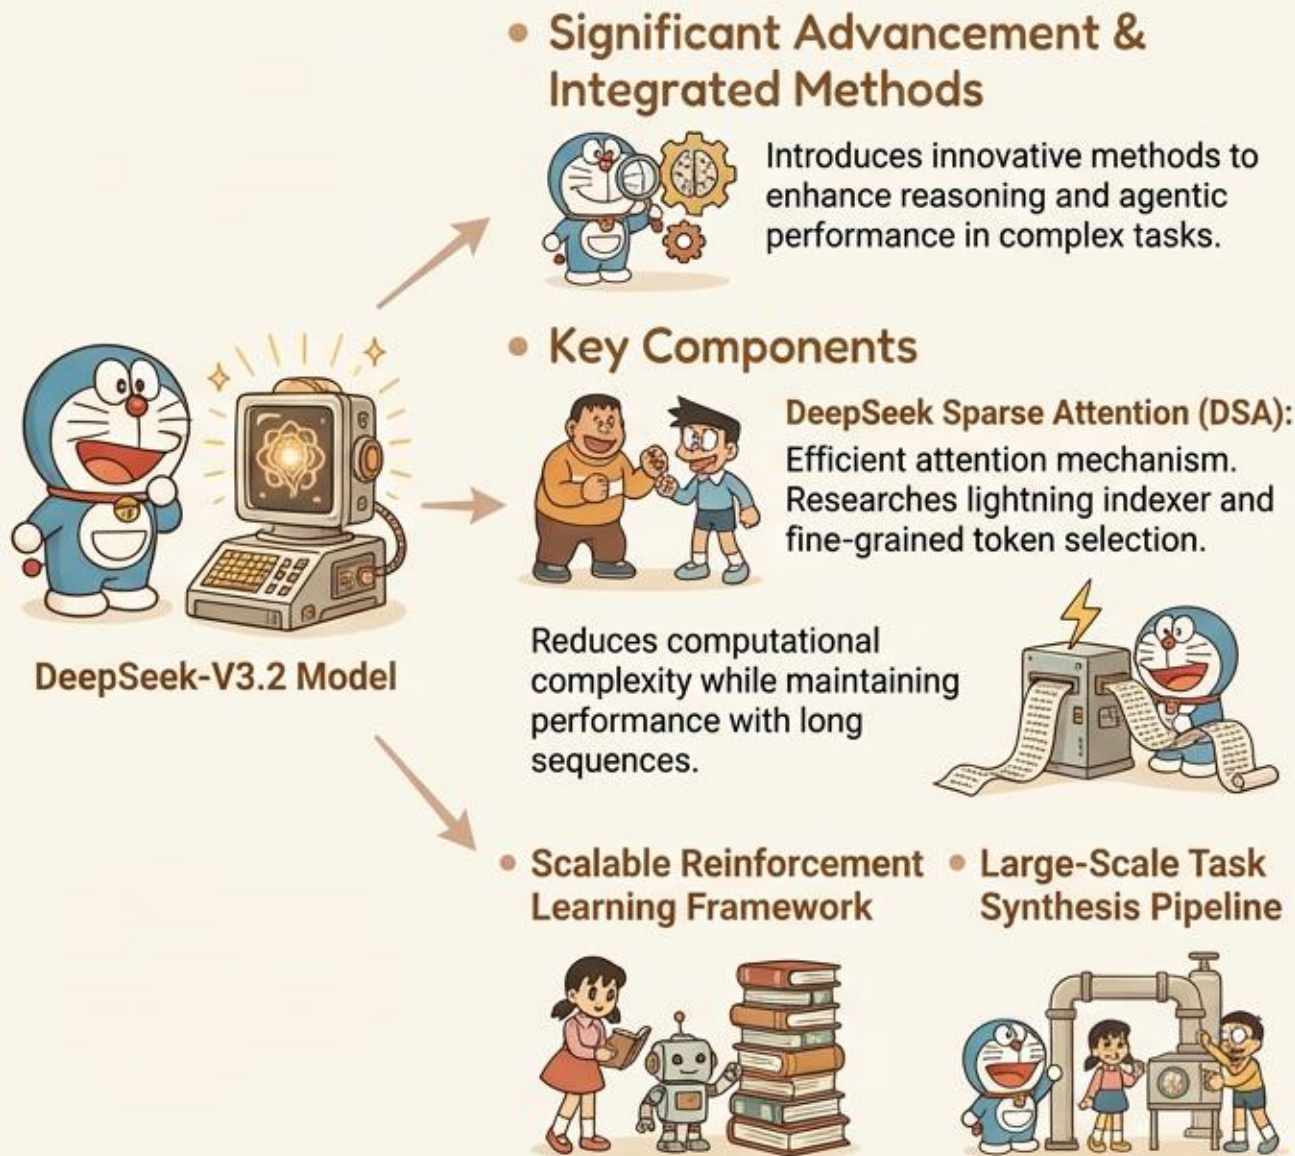 Significant Advancement &
Integrated Methods
Introduces innovative methods to
enhance reasoning and agentic
performance in complex tasks.
Key Components
DeepSeek Sparse Attention (DSA):
Efficient attention mechanism.
Researches lightning indexer and
fine-grained token selection.
DeepSeek-V3.2 Model
Reduces computational
complexity while maintaining
performance with long
sequences.
Scalable Reinforcement
Learning Framework
Large-Scale Task
Synthesis Pipeline